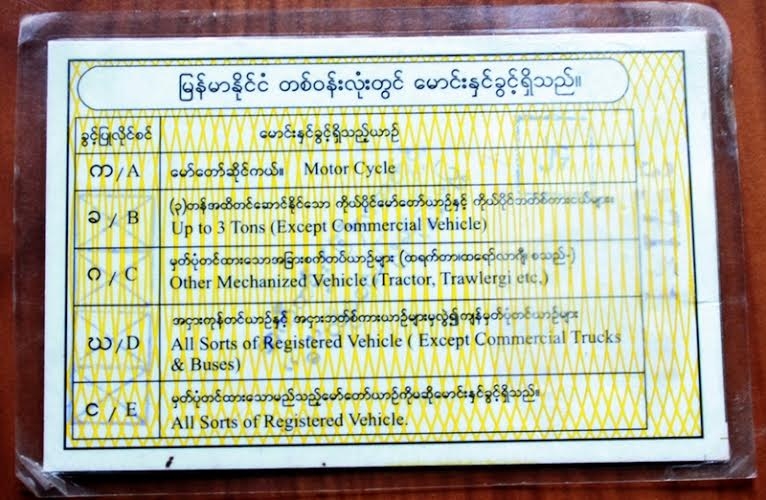 မြန်မာနိုင်ငံ တစ်ဝန်းလုံးတွင် မောင်းနှင်ခွင့်ရှိသည်။
ခွင့်ပြုလိုင်စင် မောင်းနှင်ခွင့်ရှိသည့်ယာဉ်
က/A မော်တော်ဆိုင်ကယ်။ Motor Cycle
(၃)တန်အထိတင်ဆောင်နိုင်သော ကိုယ်ပိုင်မော်တော်ယာဉ်နှင့် ကိုယ်ပိုင်ဘတ်စ်ကားငယ်များ။
ခ / B Up to 3 Tons (Except Commercial Vehicle)
မှတ်ပုံတင်ထားသောအခြားစက်တပ်ယာဉ်များ (ထရက်တာ၊ထရော်လာဂျီ၊ စသည်-)
ဂ / C Other Mechanized Vehicle (Tractor, Trawlergi etc,)
အငှားကုန်တင်ယာဉ်နှင့် အငှားဘတ်စ်ကားယာဉ်များမှလွဲ၍ကျန်မှတ်ပုံတင်ယာဉ်များ
ဃ/D All Sorts of Registered Vehicle ( Except Commercial Trucks
& Buses)
မှတ်ပုံတင်ထားသောမည်သည့်မော်တော်ယာဉ်ကိုမဆိုမောင်းနှင်ခွင့်ရှိသည်။
င / E All Sorts of Registered Vehicle.